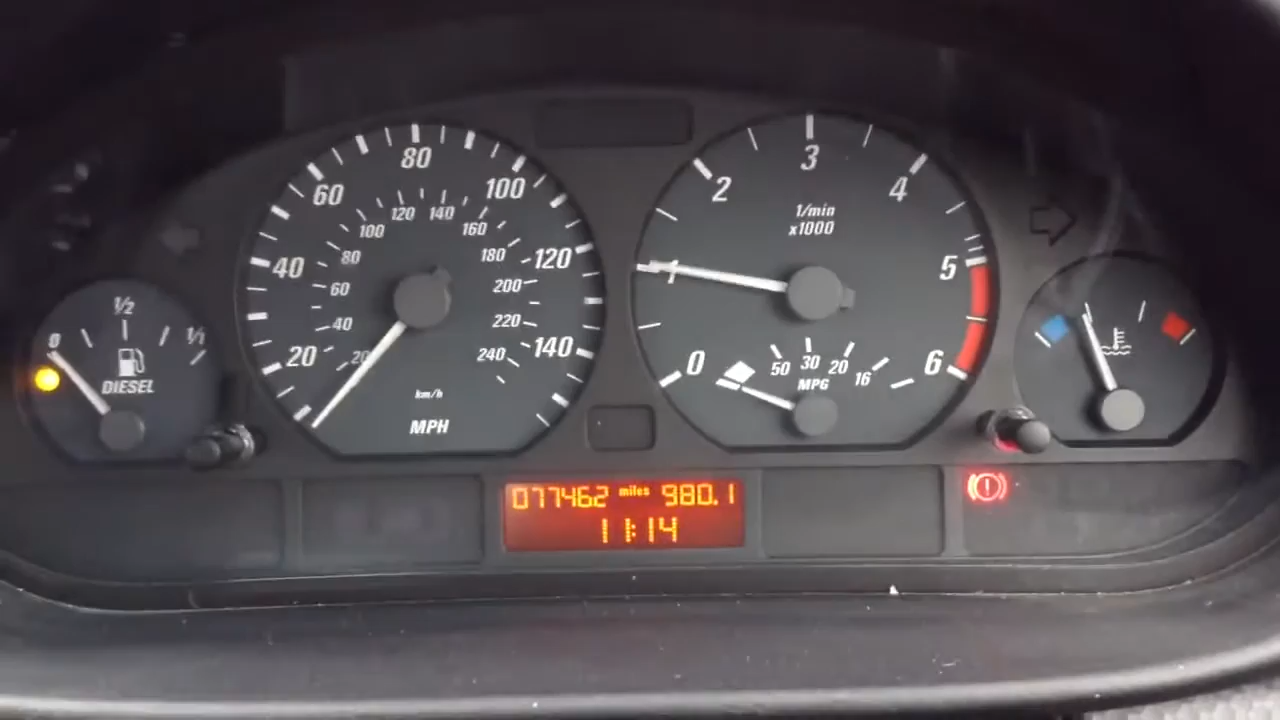 0 1/2 1/1
DIESEL
20 40 60 80 100 120 140
20 40 60 80 100 120 140 160 180 200 220 240
km/h
MPH
0 1 2 3 4 5 6
1/min
x1000
50 30 20 16
MPG
077462 miles 980.1
11:14